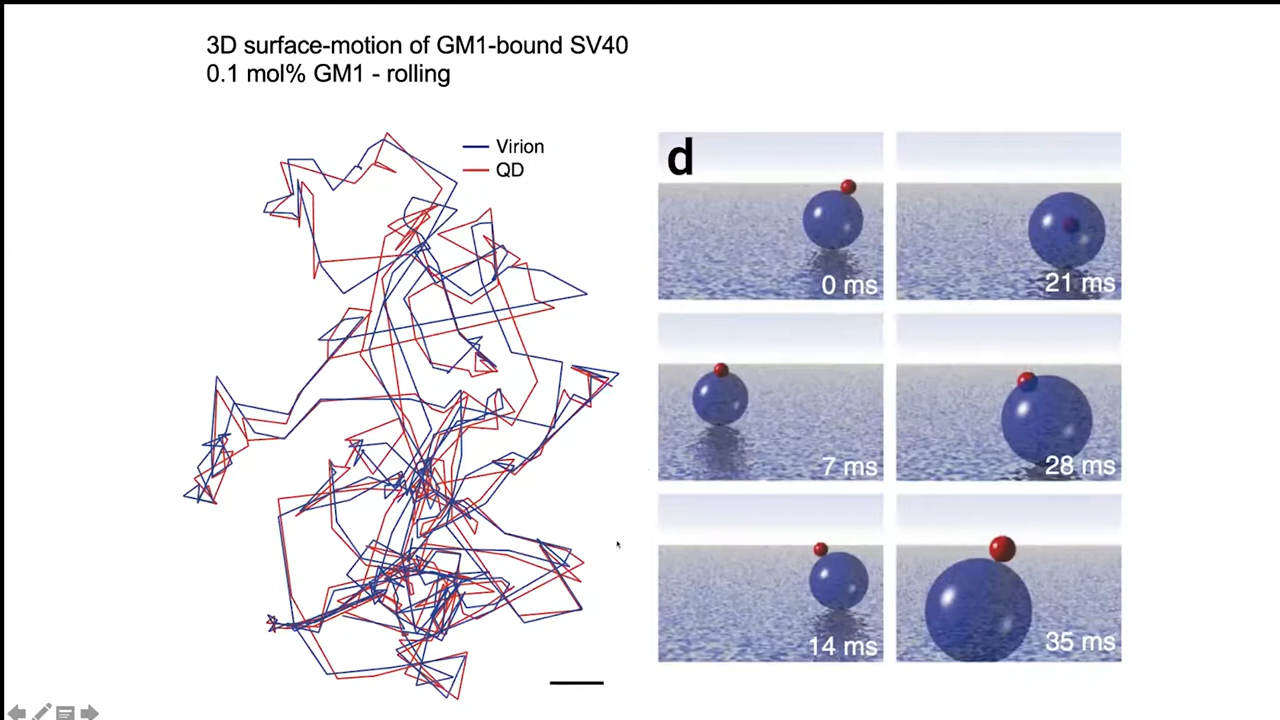 3D surface-motion of GM1-bound SV40
0.1 mol% GM1 - rolling
Virion
QD
d
0 ms
21 ms
7 ms
28 ms
14 ms
35 ms